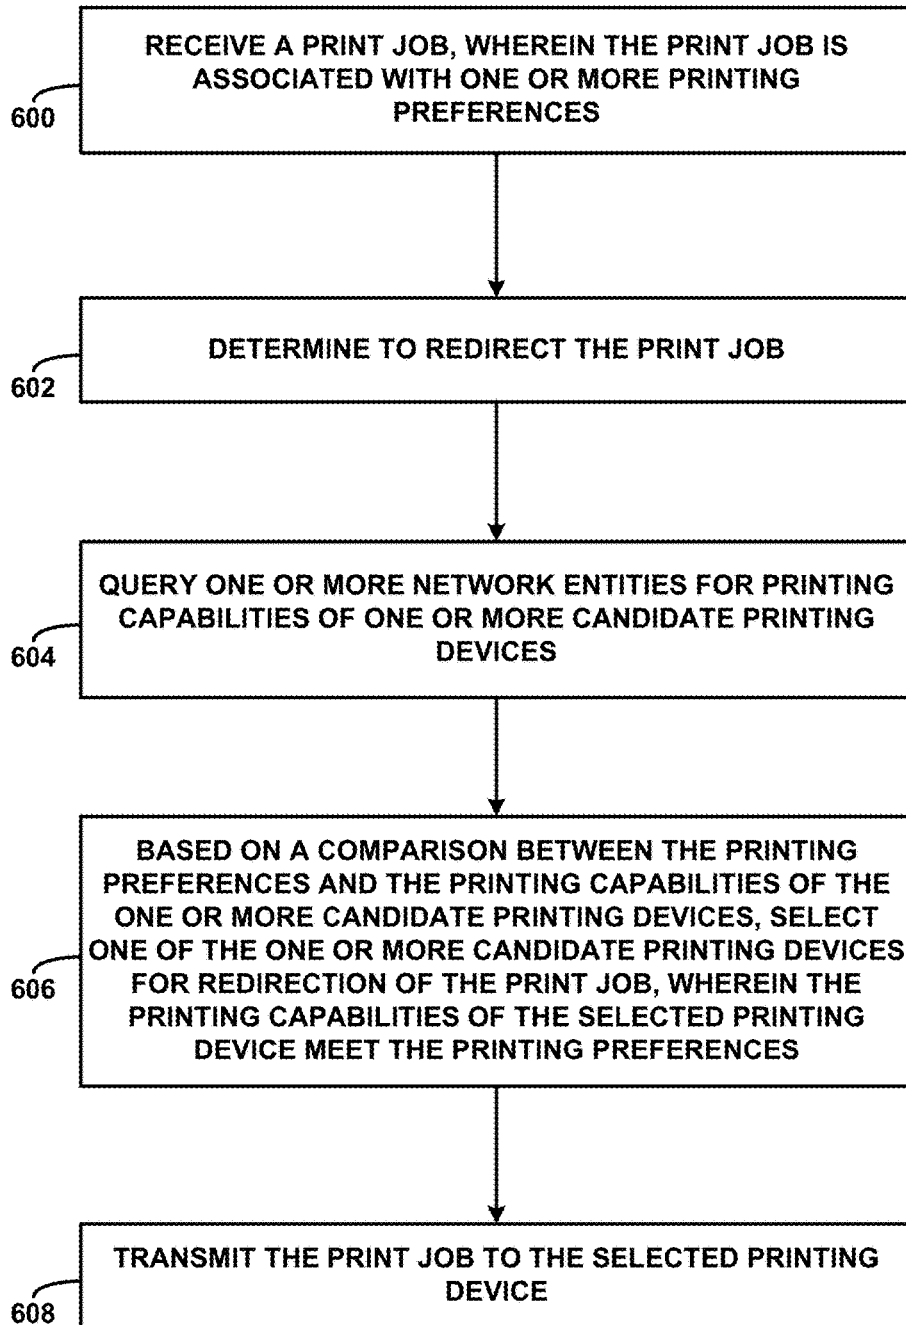 RECEIVE A PRINT JOB, WHEREIN THE PRINT JOB IS
ASSOCIATED WITH ONE OR MORE PRINTING
PREFERENCES
600
DETERMINE TO REDIRECT THE PRINT JOB
602
QUERY ONE OR MORE NETWORK ENTITIES FOR PRINTING
CAPABILITIES OF ONE OR MORE CANDIDATE PRINTING
DEVICES
604
BASED ON A COMPARISON BETWEEN THE PRINTING
PREFERENCES AND THE PRINTING CAPABILITIES OF THE
ONE OR MORE CANDIDATE PRINTING DEVICES, SELECT
ONE OF THE ONE OR MORE CANDIDATE PRINTING DEVICES
FOR REDIRECTION OF THE PRINT JOB, WHEREIN THE
PRINTING CAPABILITIES OF THE SELECTED PRINTING
DEVICE MEET THE PRINTING PREFERENCES
606
TRANSMIT THE PRINT JOB TO THE SELECTED PRINTING
DEVICE
608